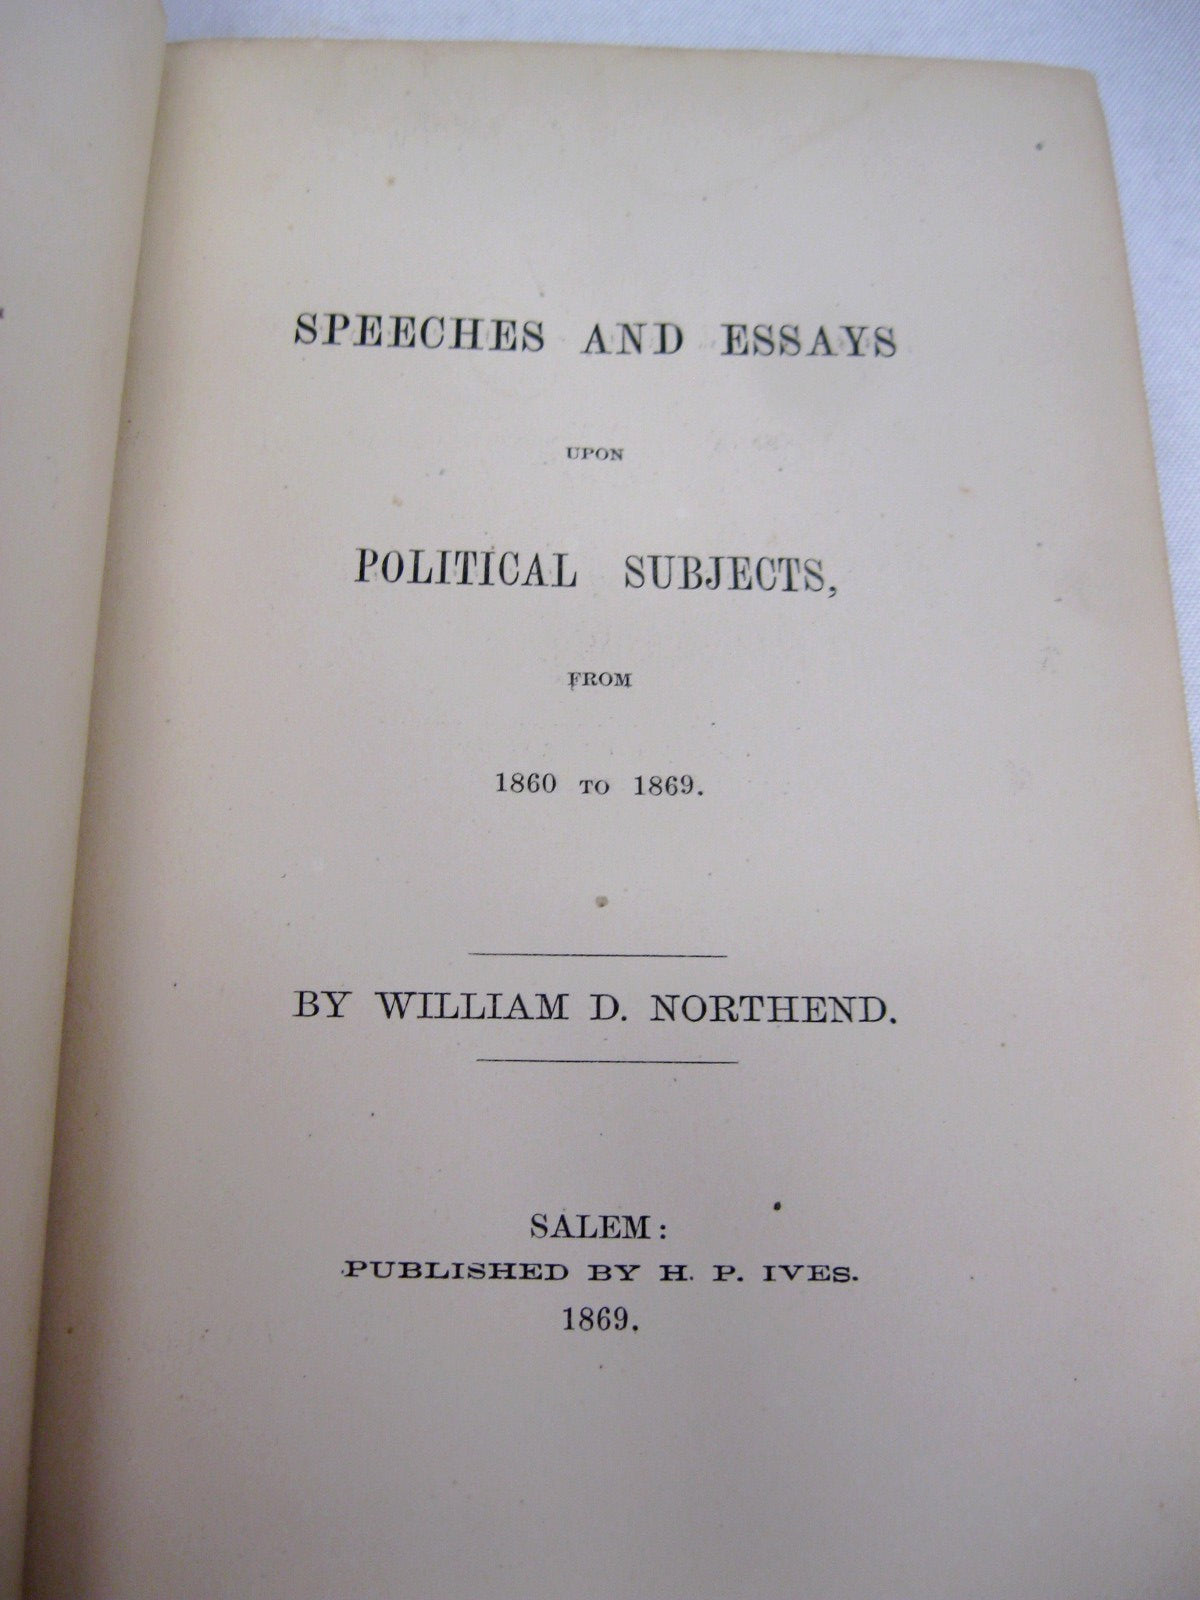 SPEECHES AND ESSAYS
UPON
POLITICAL SUBJECTS,
FROM
1860 TO 1869.
BY WILLIAM D. NORTHEND.
SALEM:
PUBLISHED BY H. P. IVES.
1869.